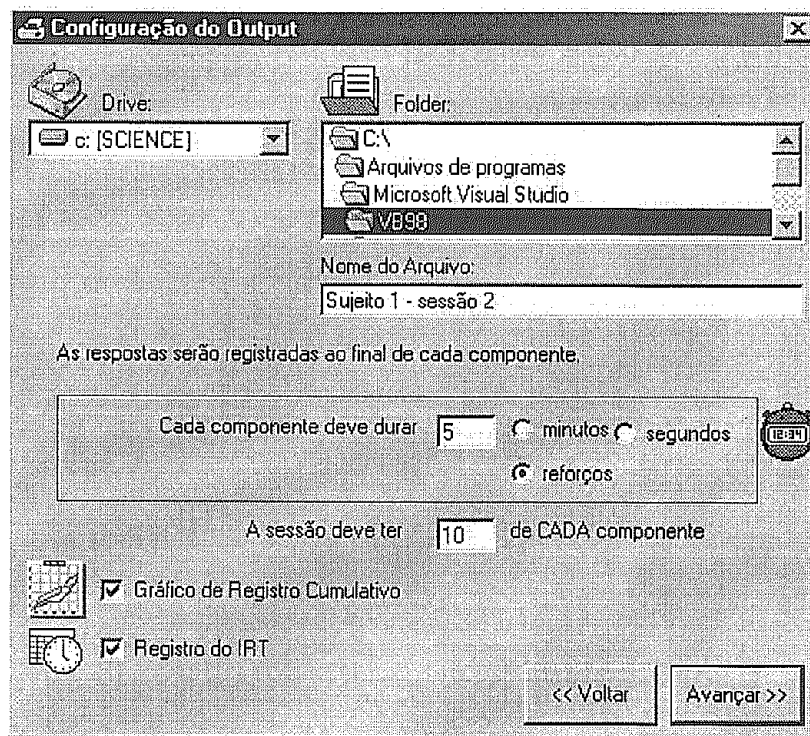 Configuração do Output
Drive:
Folder:
c: [SCIENCE]
C:\
Arquivos de programas
Microsoft Visual Studio
VB98
Nome do Arquivo:
Sujeito 1 - sessão 2
As respostas serão registradas ao final de cada componente.
Cada componente deve durar 5 minutos segundos
reforços
12:34
A sessão deve ter 10 de CADA componente
Gráfico de Registro Cumulativo
Registro do IRT
<< Voltar
Avançar >>